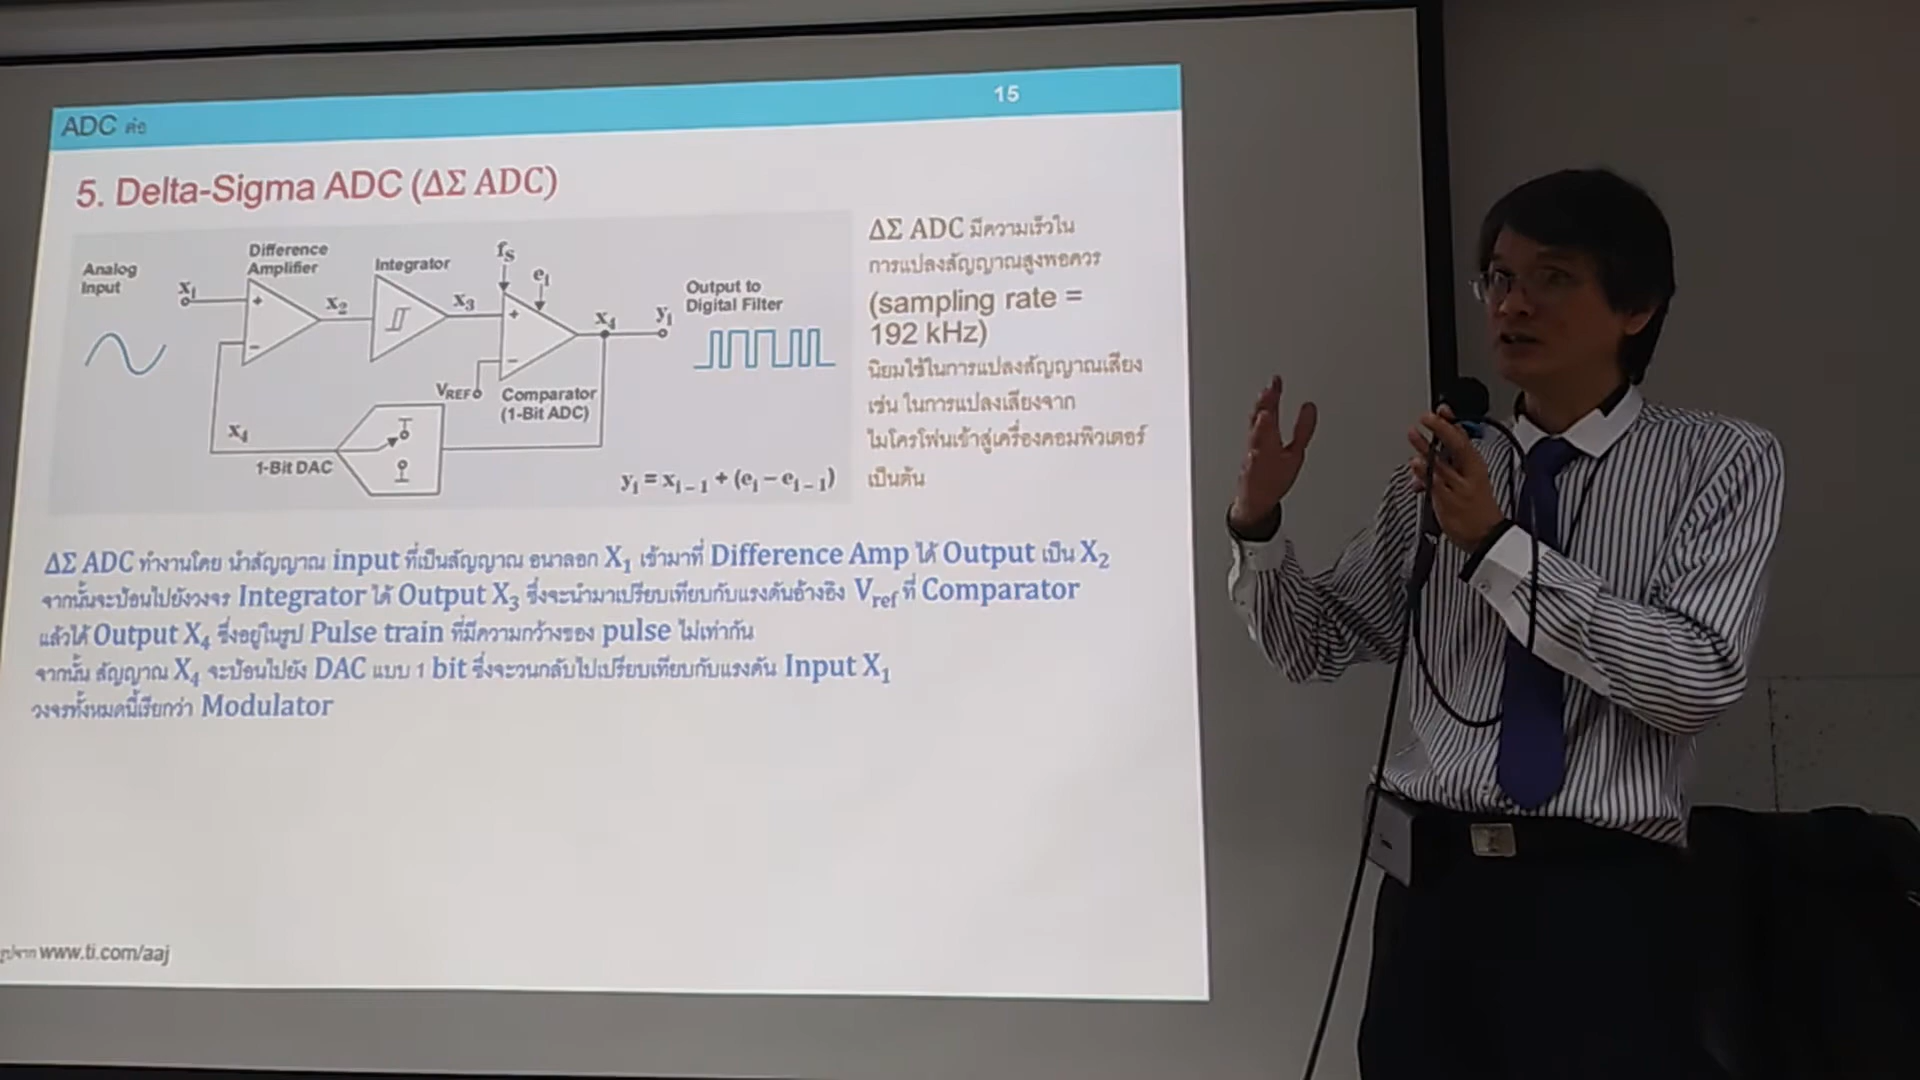 ADC ต่อ
15
5. Delta-Sigma ADC (ΔΣ ADC)
Analog
Input
Difference
Amplifier
Integrator
fS
ei
Output to
Digital Filter
xi
x2
x3
x4
yi
VREF
Comparator
(1-Bit ADC)
x4
1-Bit DAC
yi = xi – 1 + (ei – ei – 1)
ΔΣ ADC มีความเร็วใน
การแปลงสัญญาณสูงพอควร
(sampling rate =
192 kHz)
นิยมใช้ในการแปลงสัญญาณเสียง
เช่น ในการแปลงเสียงจาก
ไมโครโฟนเข้าสู่เครื่องคอมพิวเตอร์
เป็นต้น
ΔΣ ADC ทำงานโดย นำสัญญาณ input ที่เป็นสัญญาณ อนาลอก X1 เข้ามาที่ Difference Amp ได้ Output เป็น X2
จากนั้นจะป้อนไปยังวงจร Integrator ได้ Output X3 ซึ่งจะนำมาเปรียบเทียบกับแรงดันอ้างอิง Vref ที่ Comparator
แล้วได้ Output X4 ซึ่งอยู่ในรูป Pulse train ที่มีความกว้างของ pulse ไม่เท่ากัน
จากนั้น สัญญาณ X4 จะป้อนไปยัง DAC แบบ 1 bit ซึ่งจะวนกลับไปเปรียบเทียบกับแรงดัน Input X1
วงจรทั้งหมดนี้เรียกว่า Modulator
รูปจาก www.ti.com/aaj